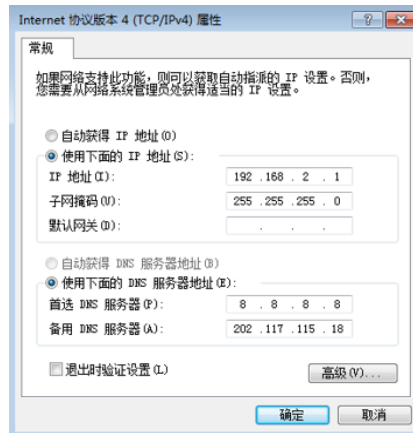 Internet 协议版本 4 (TCP/IPv4) 属性
常规
如果网络支持此功能，则可以获取自动指派的 IP 设置。否则，
您需要从网络系统管理员处获得适当的 IP 设置。
自动获得 IP 地址(O)
使用下面的 IP 地址(S):
IP 地址(I): 192 .168 . 2 . 1
子网掩码(U): 255 .255 .255 . 0
默认网关(D): . . .
自动获得 DNS 服务器地址(B)
使用下面的 DNS 服务器地址(E):
首选 DNS 服务器(P): 8 . 8 . 8 . 8
备用 DNS 服务器(A): 202 .117 .115 . 18
退出时验证设置(L)
高级(V)...
确定 取消